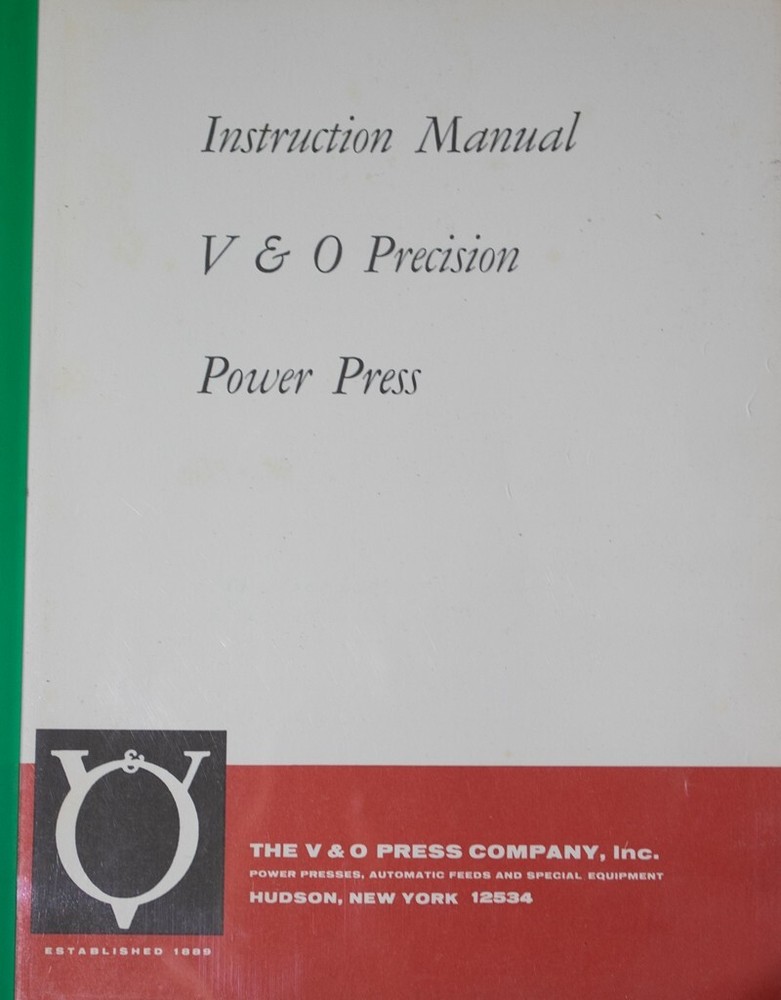 Instruction Manual
V & O Precision
Power Press
V & O
THE V & O PRESS COMPANY, Inc.
POWER PRESSES, AUTOMATIC FEEDS AND SPECIAL EQUIPMENT
HUDSON, NEW YORK 12534
ESTABLISHED 1889